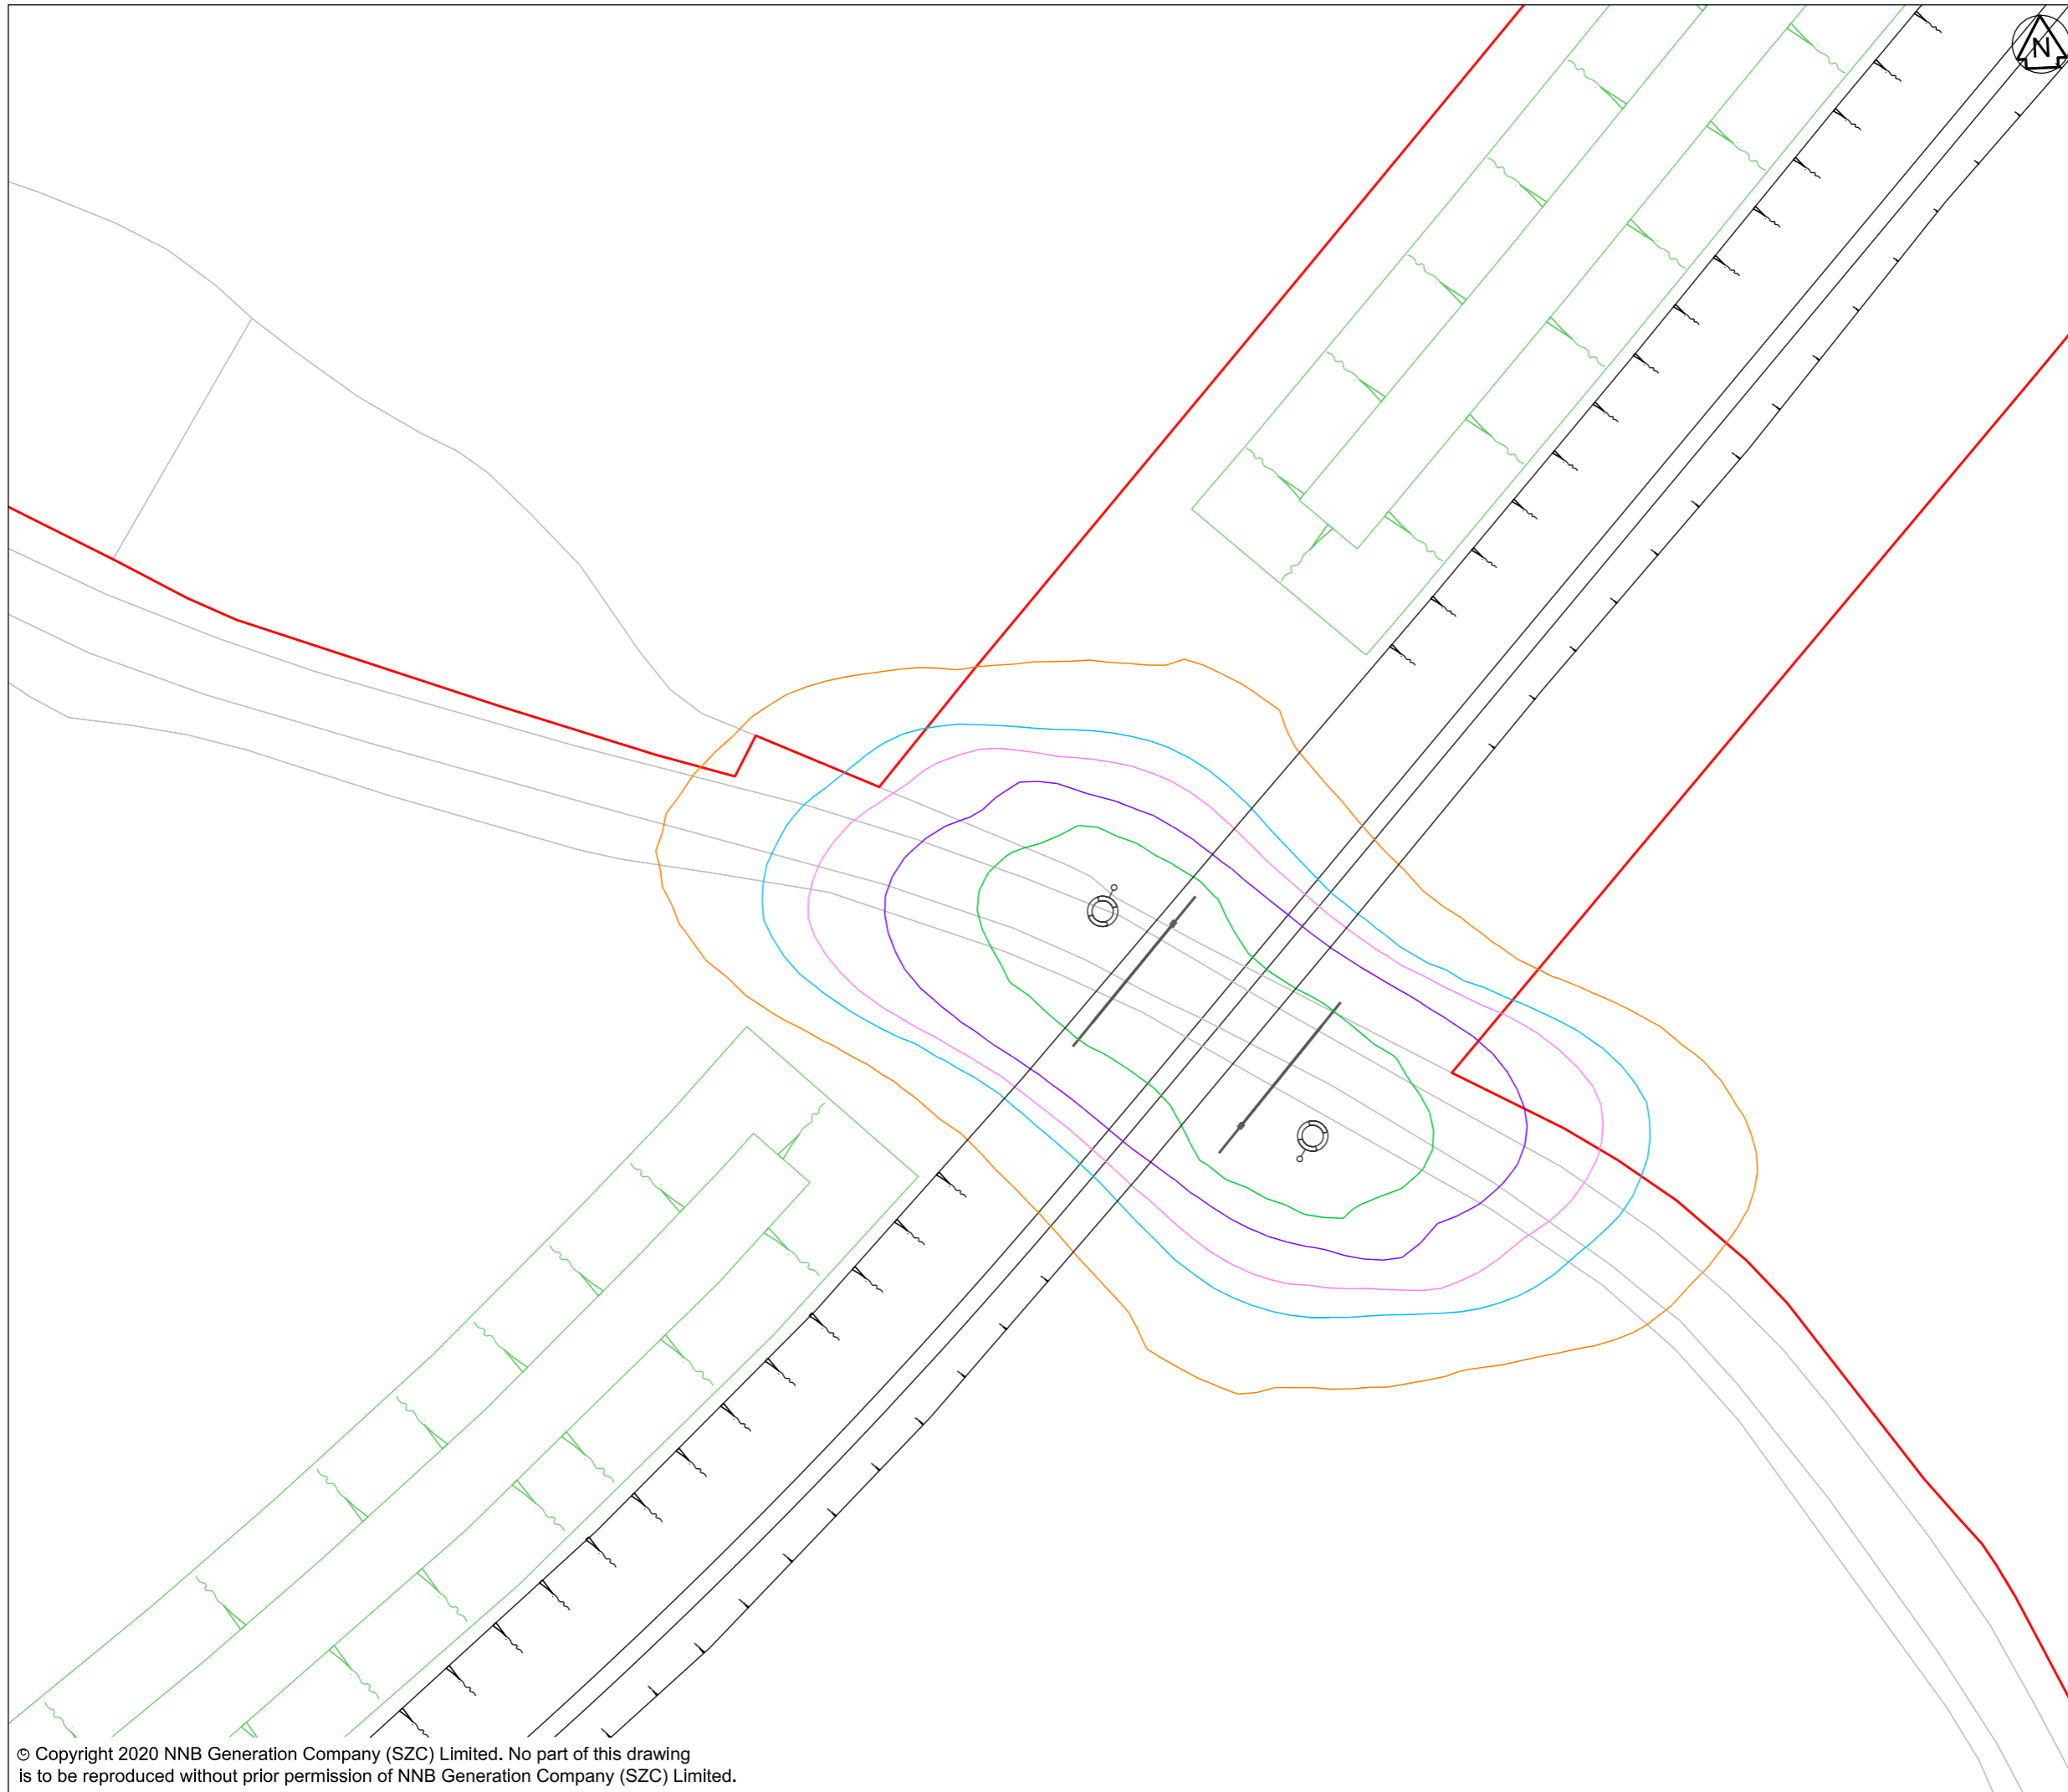 N
© Copyright 2020 NNB Generation Company (SZC) Limited. No part of this drawing
is to be reproduced without prior permission of NNB Generation Company (SZC) Limited.